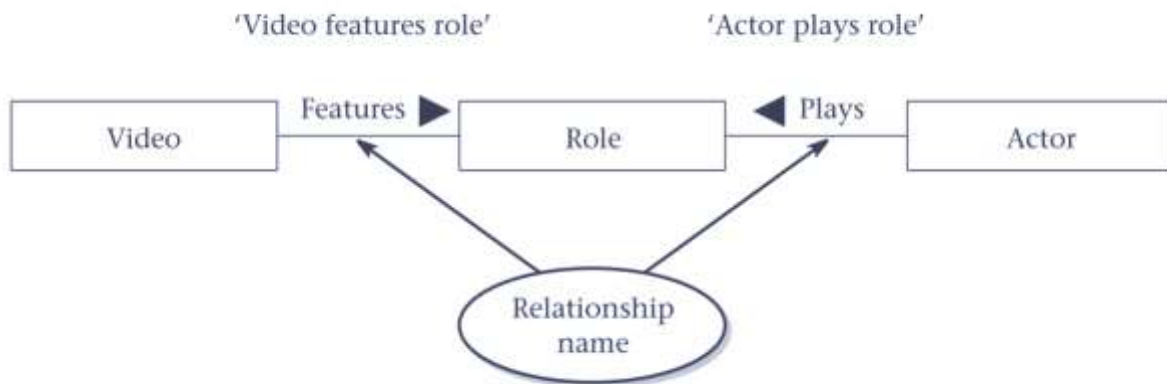 ‘Video features role’
‘Actor plays role’
Features
Plays
Video
Role
Actor
Relationship
name